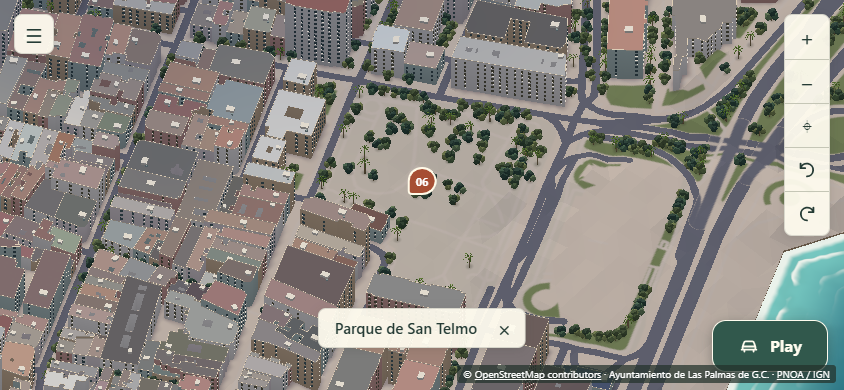 06
Parque de San Telmo ×
Play
© OpenStreetMap contributors · Ayuntamiento de Las Palmas de G.C. · PNOA / IGN